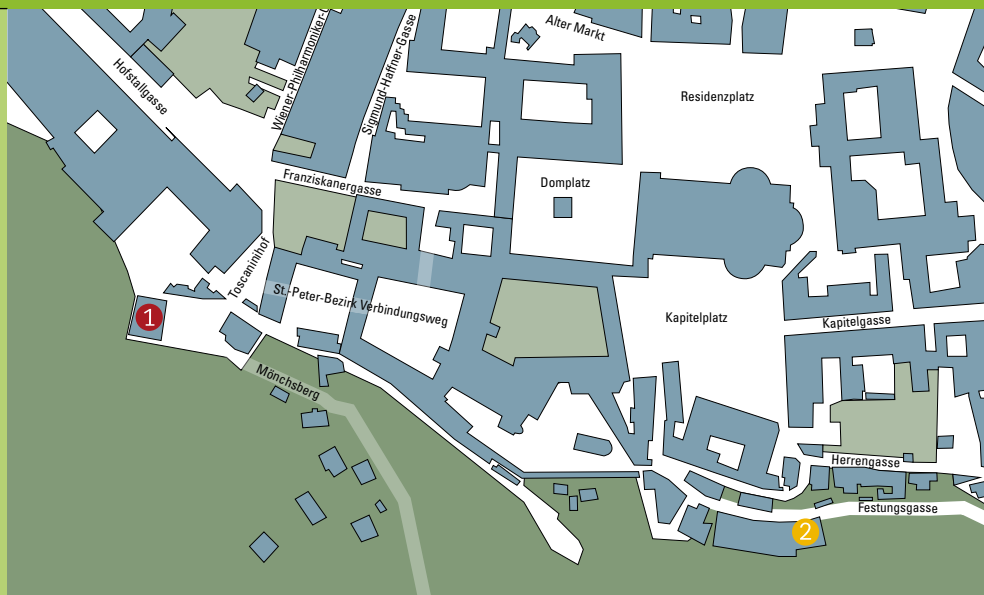 Alter Markt
Hofstallgasse
Wiener-Philharmoniker-
Sigmund-Haffner-Gasse
Residenzplatz
Franziskanergasse
Domplatz
Toscaninihof
St.-Peter-Bezirk Verbindungsweg
1
Kapitelplatz
Kapitelgasse
Mönchsberg
Herrengasse
Festungsgasse
2